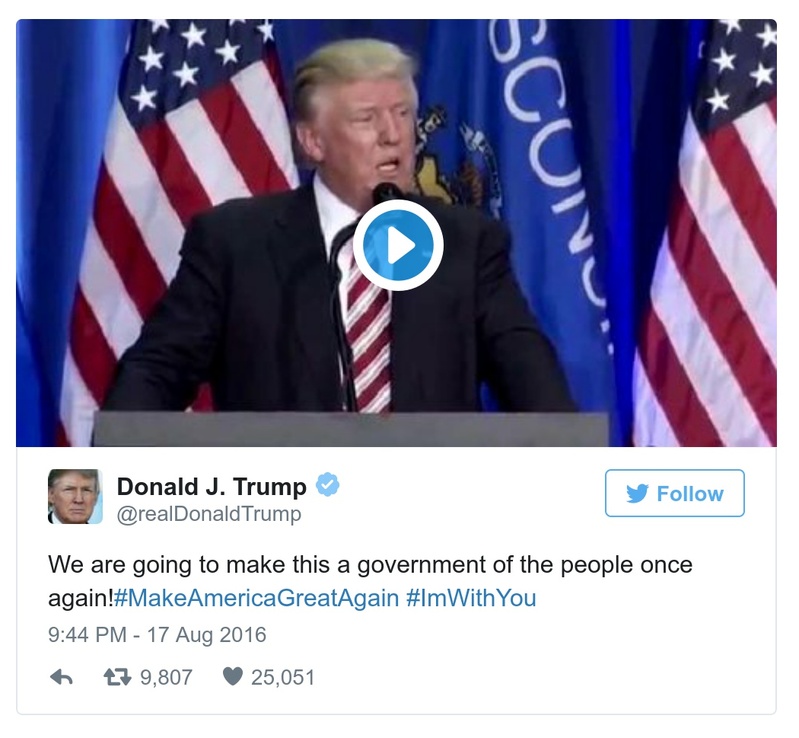 SCONS
Donald J. Trump
@realDonaldTrump
Follow
We are going to make this a government of the people once
again!#MakeAmericaGreatAgain #ImWithYou
9:44 PM - 17 Aug 2016
9,807 25,051